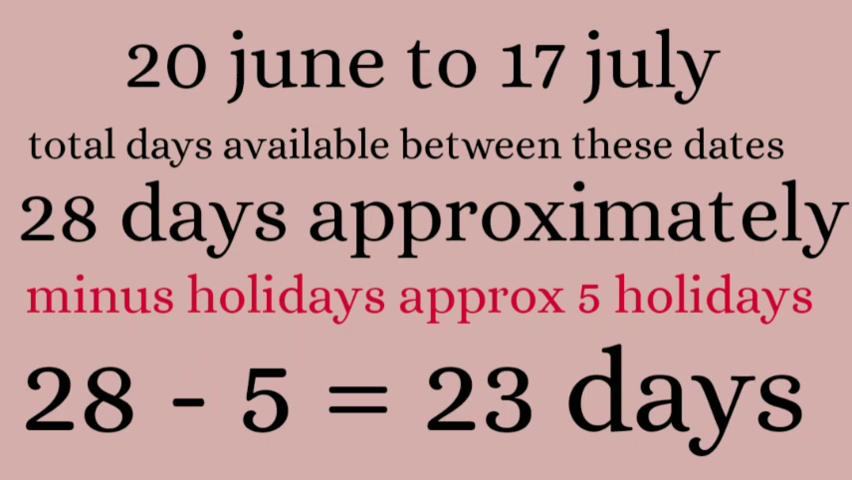 20 june to 17 july
total days available between these dates
28 days approximately
minus holidays approx 5 holidays
28 - 5 = 23 days